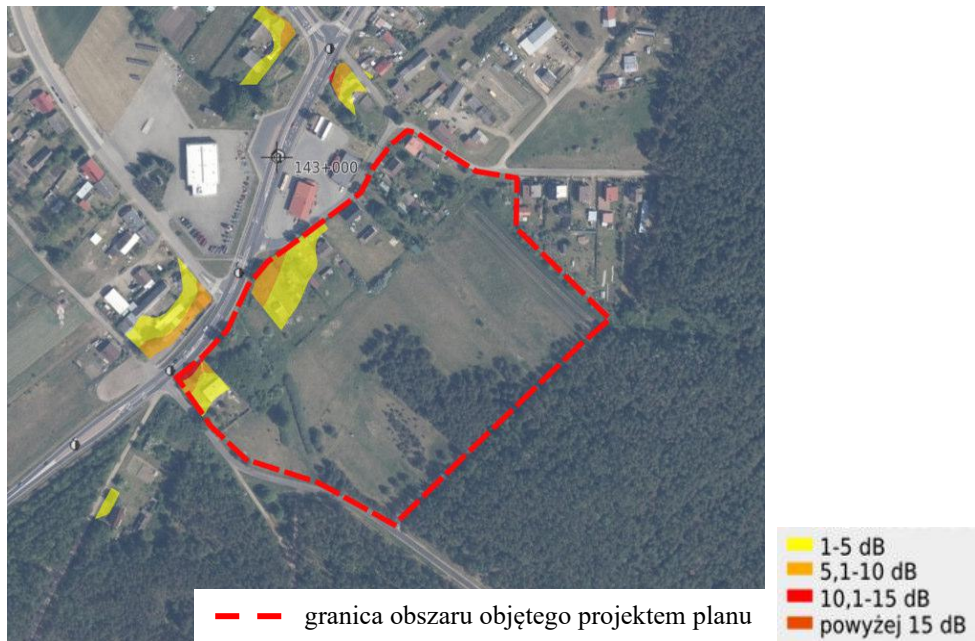 143+000
granica obszaru objętego projektem planu
1-5 dB
5,1-10 dB
10,1-15 dB
powyżej 15 dB